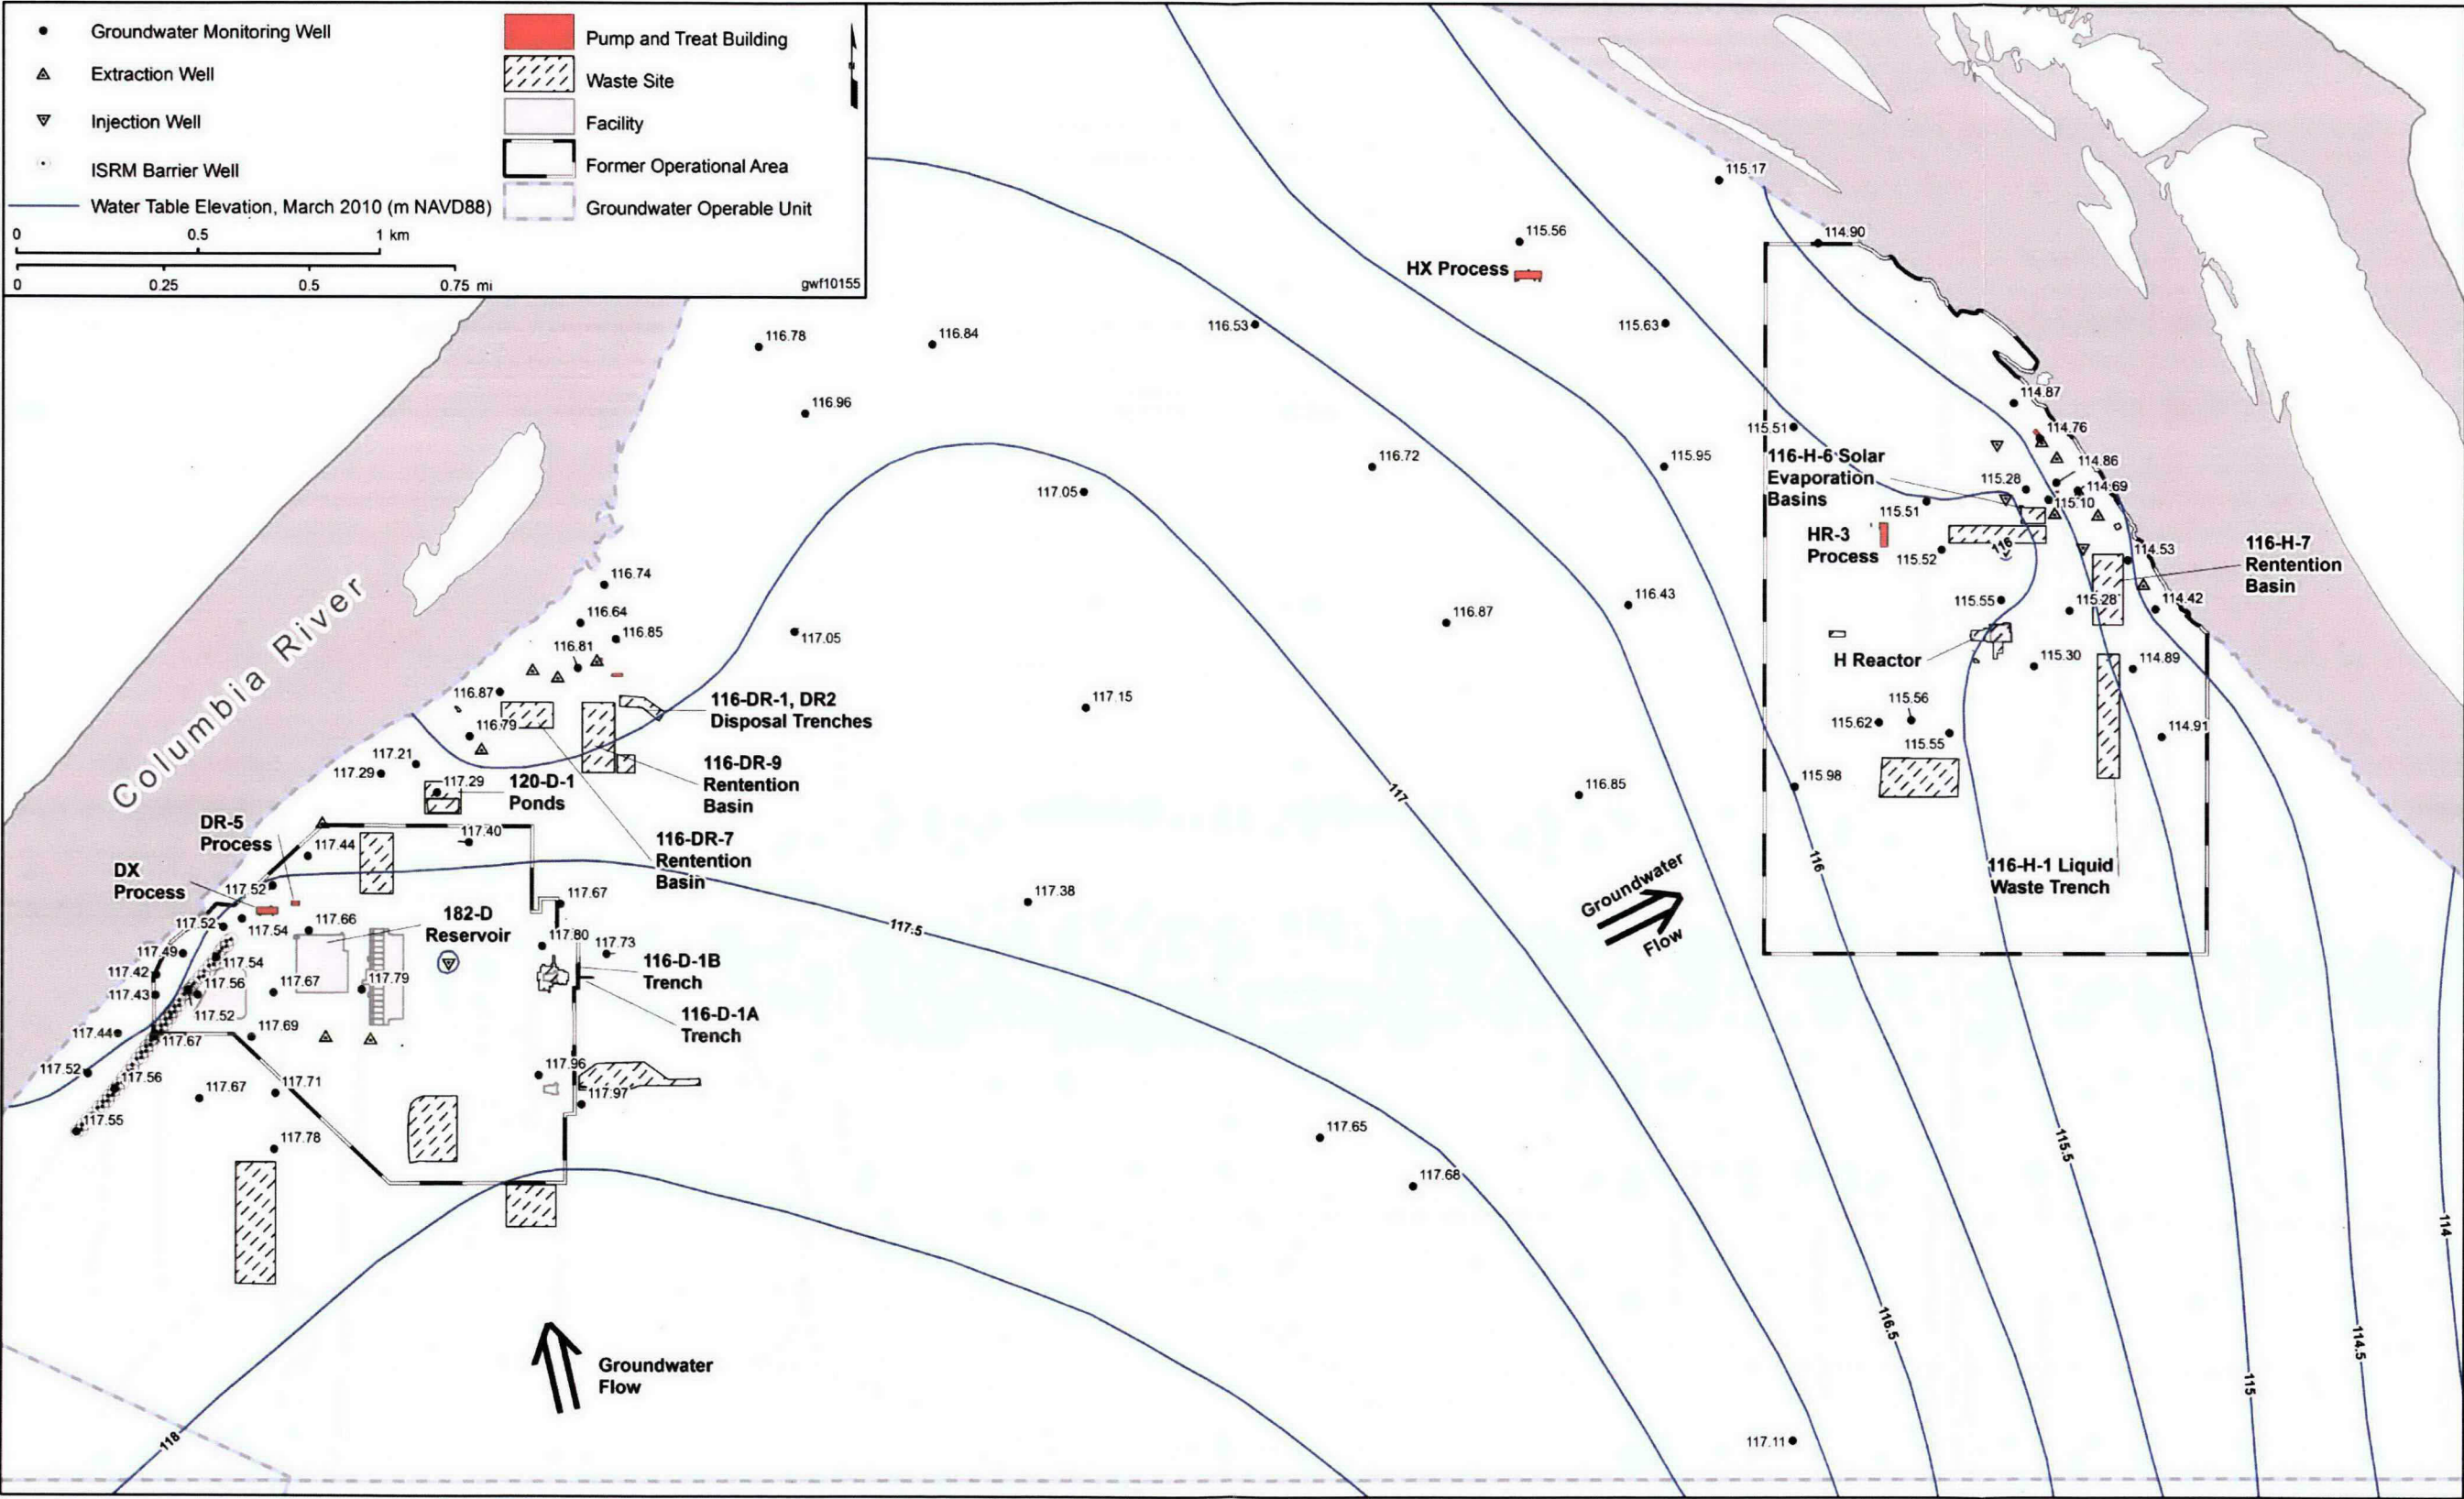 Groundwater Monitoring Well
Extraction Well
Injection Well
ISRM Barrier Well
Water Table Elevation, March 2010 (m NAVD88)
0 0.5 1 km
0 0.25 0.5 0.75 mi
Pump and Treat Building
Waste Site
Facility
Former Operational Area
Groundwater Operable Unit
gwf10155
115.17
114.90
115.56
HX Process
116.78
116.84
116.53
115.63
116.96
114.87
115.51
114.76
116.72
115.95
116-H-6 Solar
Evaporation
Basins
114.86
115.28
114.69
117.05
115.10
115.51
HR-3
Process
116
115.52
114.53
116-H-7
Rentention
Basin
116.74
116.64
116.85
116.81
117.05
116.87
116.43
115.55
115.28
114.42
Columbia River
H Reactor
115.30
114.89
116.87
116.79
116-DR-1, DR2
Disposal Trenches
117.15
115.56
115.62
115.55
114.91
117.21
117.29
117.29
120-D-1
Ponds
116-DR-9
Rentention
Basin
116.85
117
115.98
DR-5
Process
117.40
117.44
116-DR-7
Rentention
Basin
116
116-H-1 Liquid
Waste Trench
DX
Process
117.52
117.67
117.38
Groundwater
Flow
117.66
182-D
Reservoir
117.5
117.52
117.54
117.80
117.73
117.49
117.54
116-D-1B
Trench
117.42
117.56
117.67
117.79
117.43
117.52
116-D-1A
Trench
117.44
117.69
117.67
117.52
117.56
117.67
117.71
117.96
117.97
117.55
117.78
117.65
117.68
115.5
114
116.5
114.5
Groundwater
Flow
115
118
117.11